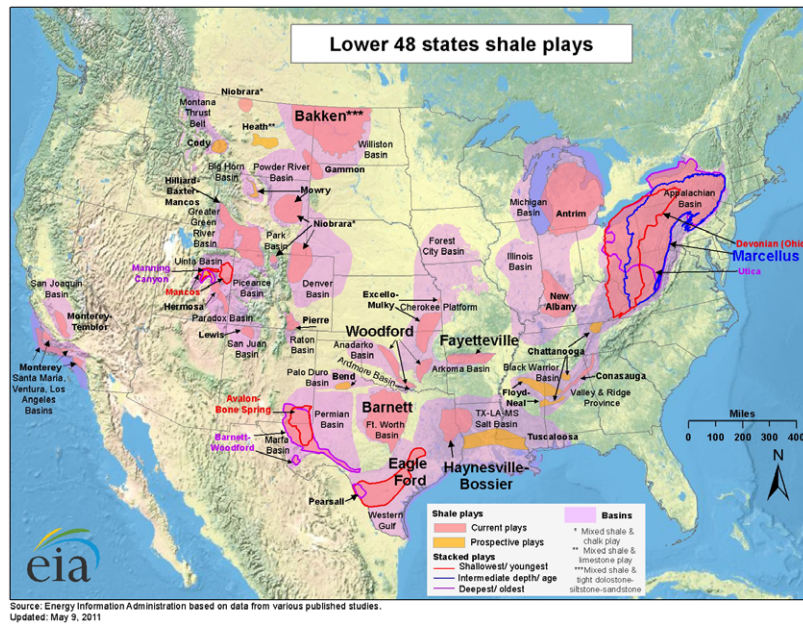 Lower 48 states shale plays
Niobrara*
Montana
Thrust
Belt
Heath**
Bakken***
Cody
Williston
Basin
Big Horn
Basin
Powder River
Basin
Gammon
Hilliard-
Baxter-
Mancos
Mowry
Greater
Green
River
Basin
Niobrara*
Park
Basin
Uinta Basin
Manning
Canyon
Mancos
Piceance
Basin
Denver
Basin
Hermosa
Paradox Basin
Lewis
San Juan
Basin
Pierre
Raton
Basin
San Joaquin
Basin
Monterey-
Temblor
Monterey
Santa Maria,
Ventura, Los
Angeles
Basins
Forest
City Basin
Excello-
Mulky
Cherokee Platform
Woodford
Anadarko
Basin
Ardmore Basin
Palo Duro
Basin
Bend
Fayetteville
Arkoma Basin
Michigan
Basin
Antrim
Illinois
Basin
New
Albany
Appalachian
Basin
Devonian (Ohio
Marcellus
Utica
Chattanooga
Black Warrior
Basin
Conasauga
Floyd-
Neal
Valley & Ridge
Province
Avalon-
Bone Spring
Permian
Basin
Barnett-
Woodford
Marfa
Basin
Barnett
Ft. Worth
Basin
TX-LA-MS
Salt Basin
Tuscaloosa
Haynesville-
Bossier
Eagle
Ford
Pearsall
Western
Gulf
Miles
0 100 200 300 400
N
Shale plays
Current plays
Prospective plays
Stacked plays
Shallowest/ youngest
Intermediate depth/ age
Deepest/ oldest
Basins
* Mixed shale &
chalk play
** Mixed shale &
limestone play
***Mixed shale &
tight dolostone-
siltstone-sandstone
eia
Source: Energy Information Administration based on data from various published studies.
Updated: May 9, 2011